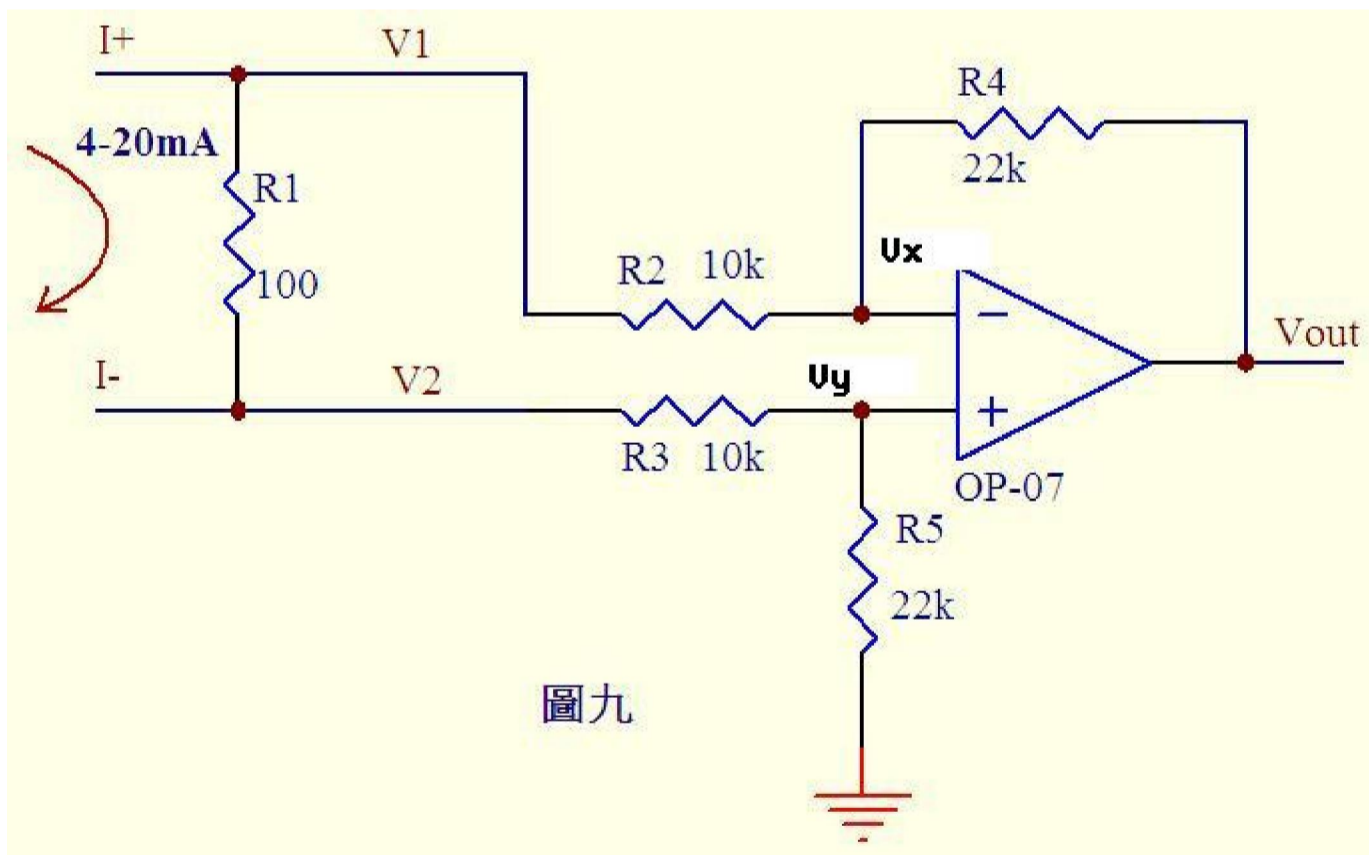 I+
V1
4-20mA
R1
100
R4
22k
Vx
R2 10k
−
Vout
I-
V2
Vy
+
R3 10k
OP-07
R5
22k
圖九